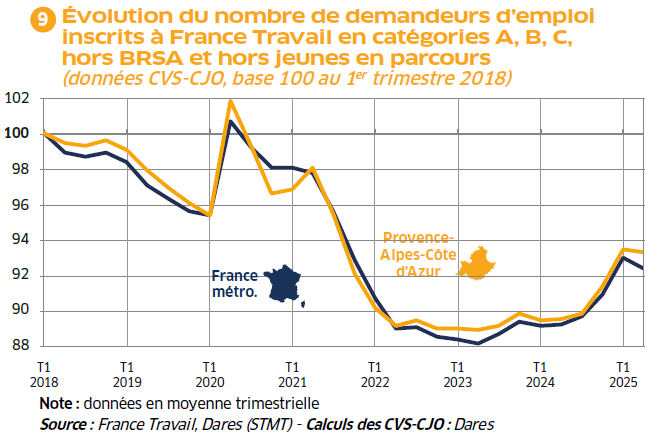 9 Évolution du nombre de demandeurs d'emploi
inscrits à France Travail en catégories A, B, C,
hors BRSA et hors jeunes en parcours
(données CVS-CJO, base 100 au 1er trimestre 2018)
102
100
98
96
94
92
90
88
Provence-
Alpes-Côte
d'Azur
France
métro.
T1 T1 T1 T1 T1 T1 T1 T1
2018 2019 2020 2021 2022 2023 2024 2025
Note : données en moyenne trimestrielle
Source : France Travail, Dares (STMT) - Calculs des CVS-CJO : Dares